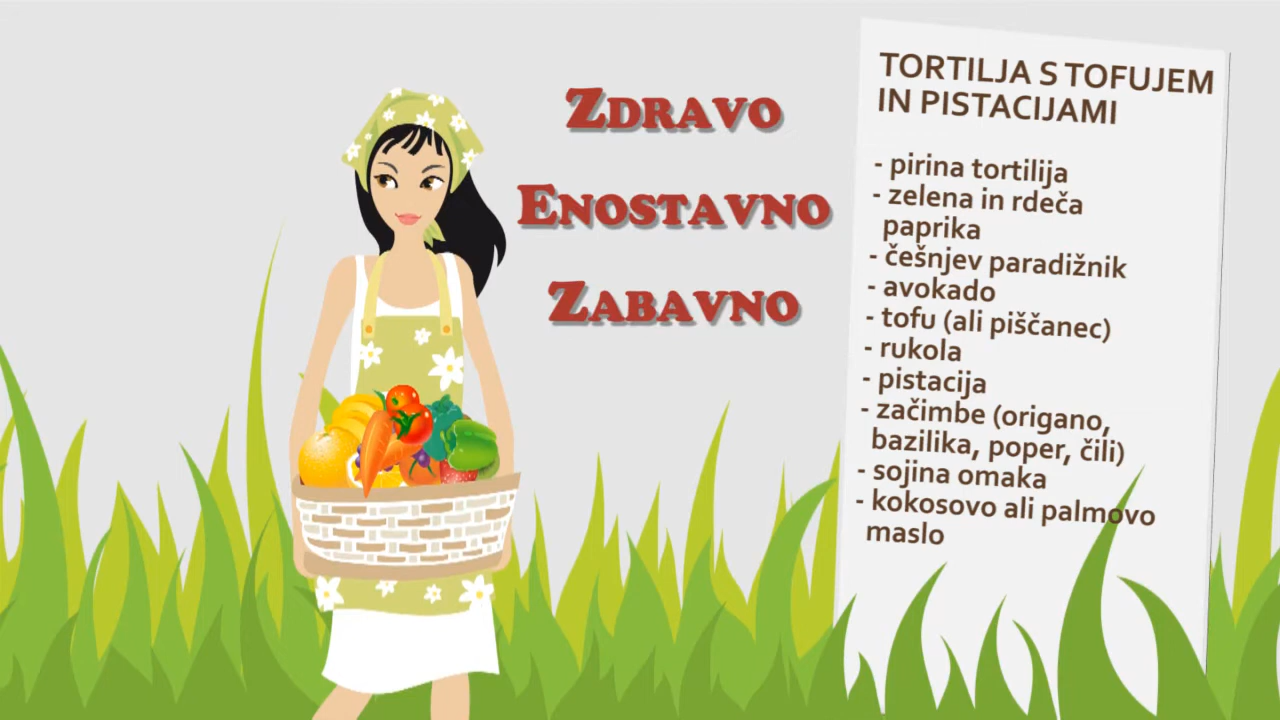 ZDRAVO
ENOSTAVNO
ZABAVNO
TORTILJA S TOFUJEM
IN PISTACIJAMI
- pirina tortilija
- zelena in rdeča
paprika
- češnjev paradižnik
- avokado
- tofu (ali piščanec)
- rukola
- pistacija
- začimbe (origano,
bazilika, poper, čili)
- sojina omaka
- kokosovo ali palmovo
maslo